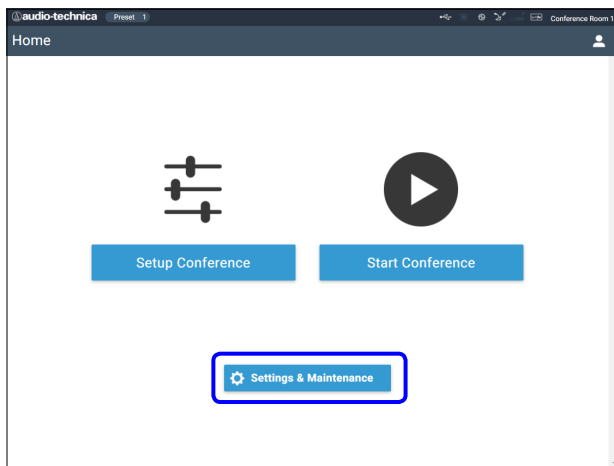 audio-technica Preset 1 Conference Room 1
Home
Setup Conference Start Conference
Settings & Maintenance